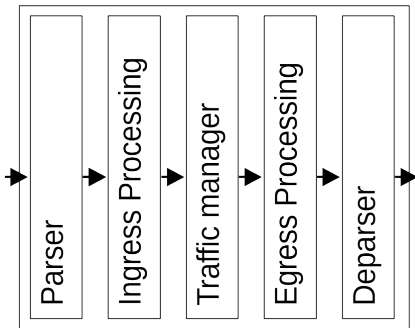 Parser
Ingress Processing
Traffic manager
Egress Processing
Deparser